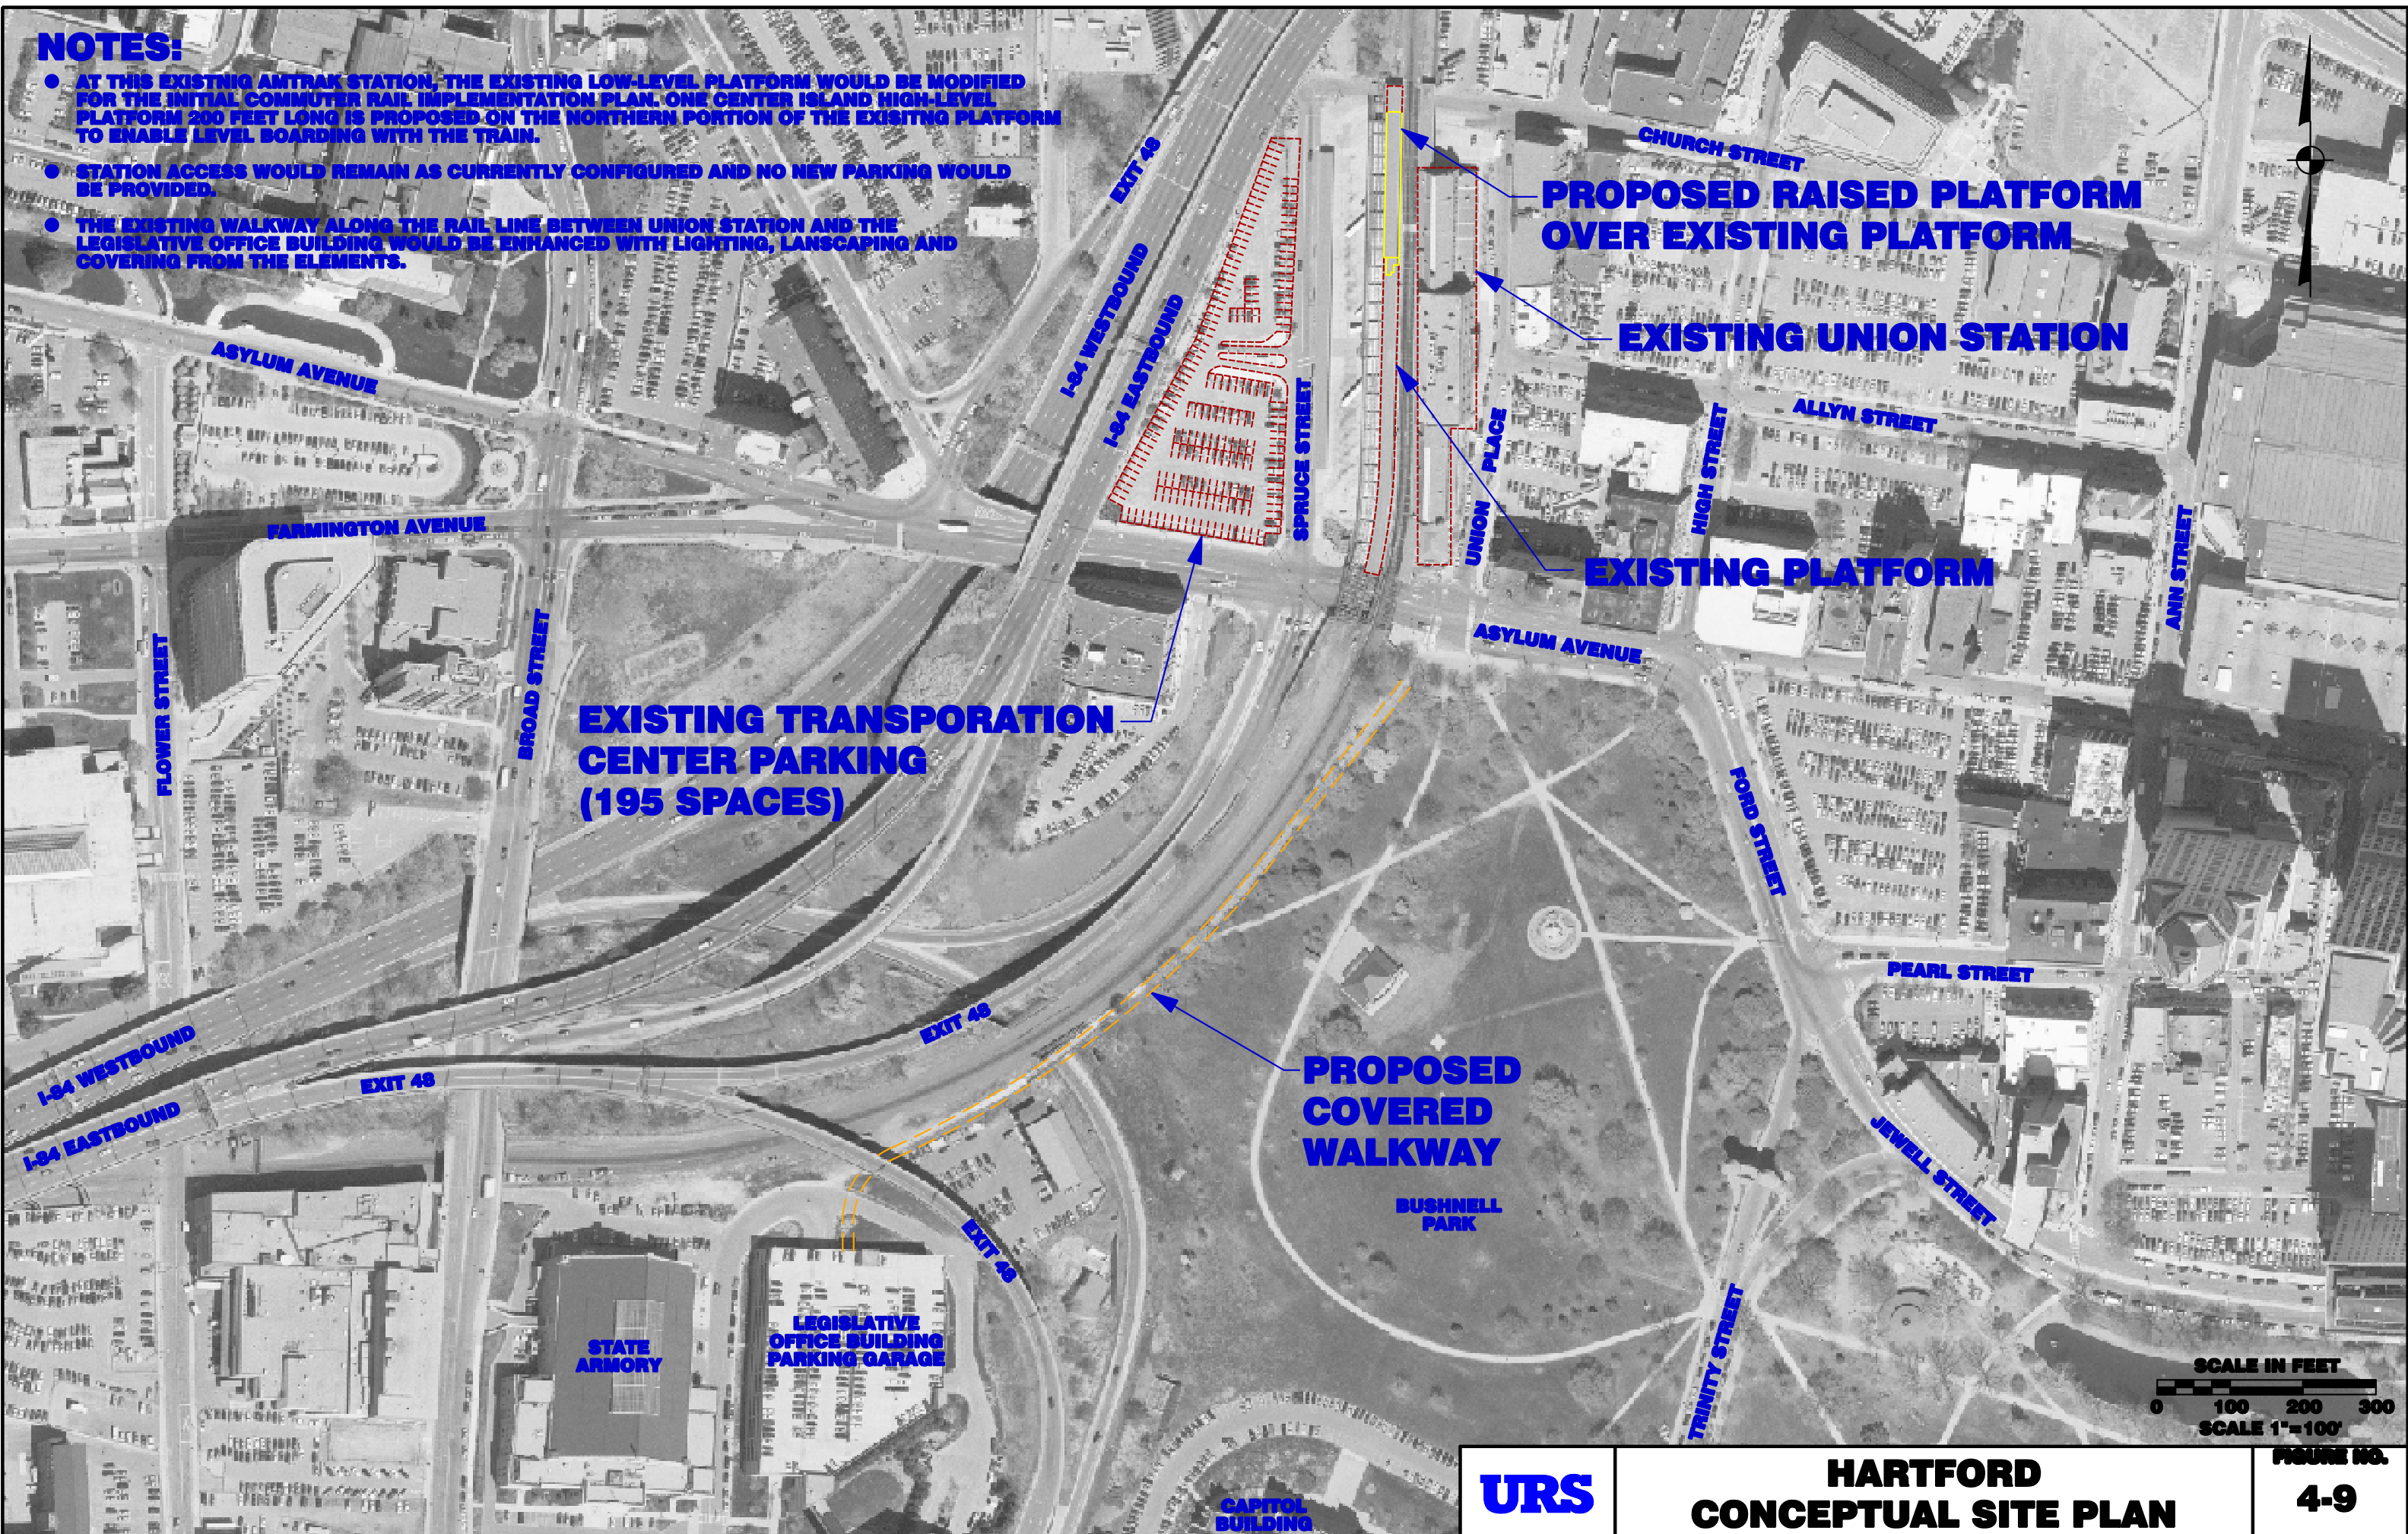 NOTES:
● AT THIS EXISTNIG AMTRAK STATION, THE EXISTING LOW-LEVEL PLATFORM WOULD BE MODIFIED
FOR THE INITIAL COMMUTER RAIL IMPLEMENTATION PLAN. ONE CENTER ISLAND HIGH-LEVEL
PLATFORM 200 FEET LONG IS PROPOSED ON THE NORTHERN PORTION OF THE EXISITNG PLATFORM
TO ENABLE LEVEL BOARDING WITH THE TRAIN.
● STATION ACCESS WOULD REMAIN AS CURRENTLY CONFIGURED AND NO NEW PARKING WOULD
BE PROVIDED.
● THE EXISTING WALKWAY ALONG THE RAIL LINE BETWEEN UNION STATION AND THE
LEGISLATIVE OFFICE BUILDING WOULD BE ENHANCED WITH LIGHTING, LANSCAPING AND
COVERING FROM THE ELEMENTS.
EXIT 48
CHURCH STREET
PROPOSED RAISED PLATFORM
OVER EXISTING PLATFORM
I-84 WESTBOUND
I-84 EASTBOUND
EXISTING UNION STATION
ASYLUM AVENUE
SPRUCE STREET
UNION PLACE
HIGH STREET
ALLYN STREET
ANN STREET
FARMINGTON AVENUE
EXISTING PLATFORM
ASYLUM AVENUE
FLOWER STREET
BROAD STREET
EXISTING TRANSPORATION
CENTER PARKING
(195 SPACES)
FORD STREET
PEARL STREET
I-84 WESTBOUND
I-84 EASTBOUND
EXIT 48
EXIT 48
PROPOSED
COVERED
WALKWAY
BUSHNELL
PARK
JEWELL STREET
EXIT 48
TRINITY STREET
STATE
ARMORY
LEGISLATIVE
OFFICE BUILDING
PARKING GARAGE
CAPITOL
BUILDING
SCALE IN FEET
0 100 200 300
SCALE 1"=100'
URS
HARTFORD
CONCEPTUAL SITE PLAN
FIGURE NO.
4-9